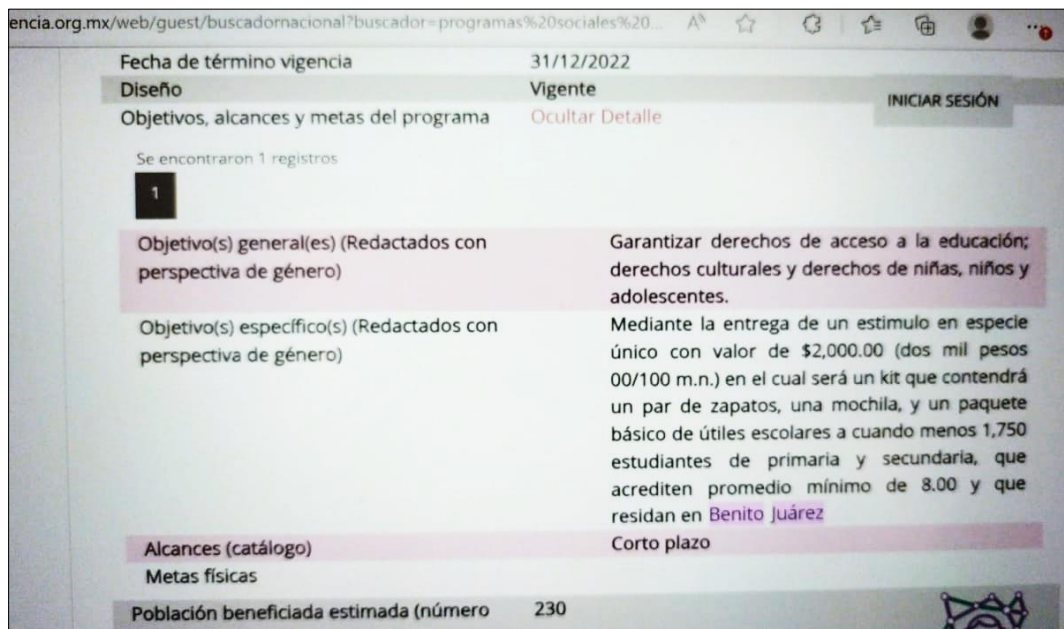 encia.org.mx/web/guest/buscadornacional?buscador=programas%20sociales%20...
Fecha de término vigencia 31/12/2022
Diseño Vigente
INICIAR SESIÓN
Objetivos, alcances y metas del programa Ocultar Detalle
Se encontraron 1 registros
1
Objetivo(s) general(es) (Redactados con
perspectiva de género)
Garantizar derechos de acceso a la educación;
derechos culturales y derechos de niñas, niños y
adolescentes.
Objetivo(s) específico(s) (Redactados con
perspectiva de género)
Mediante la entrega de un estimulo en especie
único con valor de $2,000.00 (dos mil pesos
00/100 m.n.) en el cual será un kit que contendrá
un par de zapatos, una mochila, y un paquete
básico de útiles escolares a cuando menos 1,750
estudiantes de primaria y secundaria, que
acrediten promedio mínimo de 8.00 y que
residan en Benito Juárez
Alcances (catálogo) Corto plazo
Metas físicas
Población beneficiada estimada (número 230